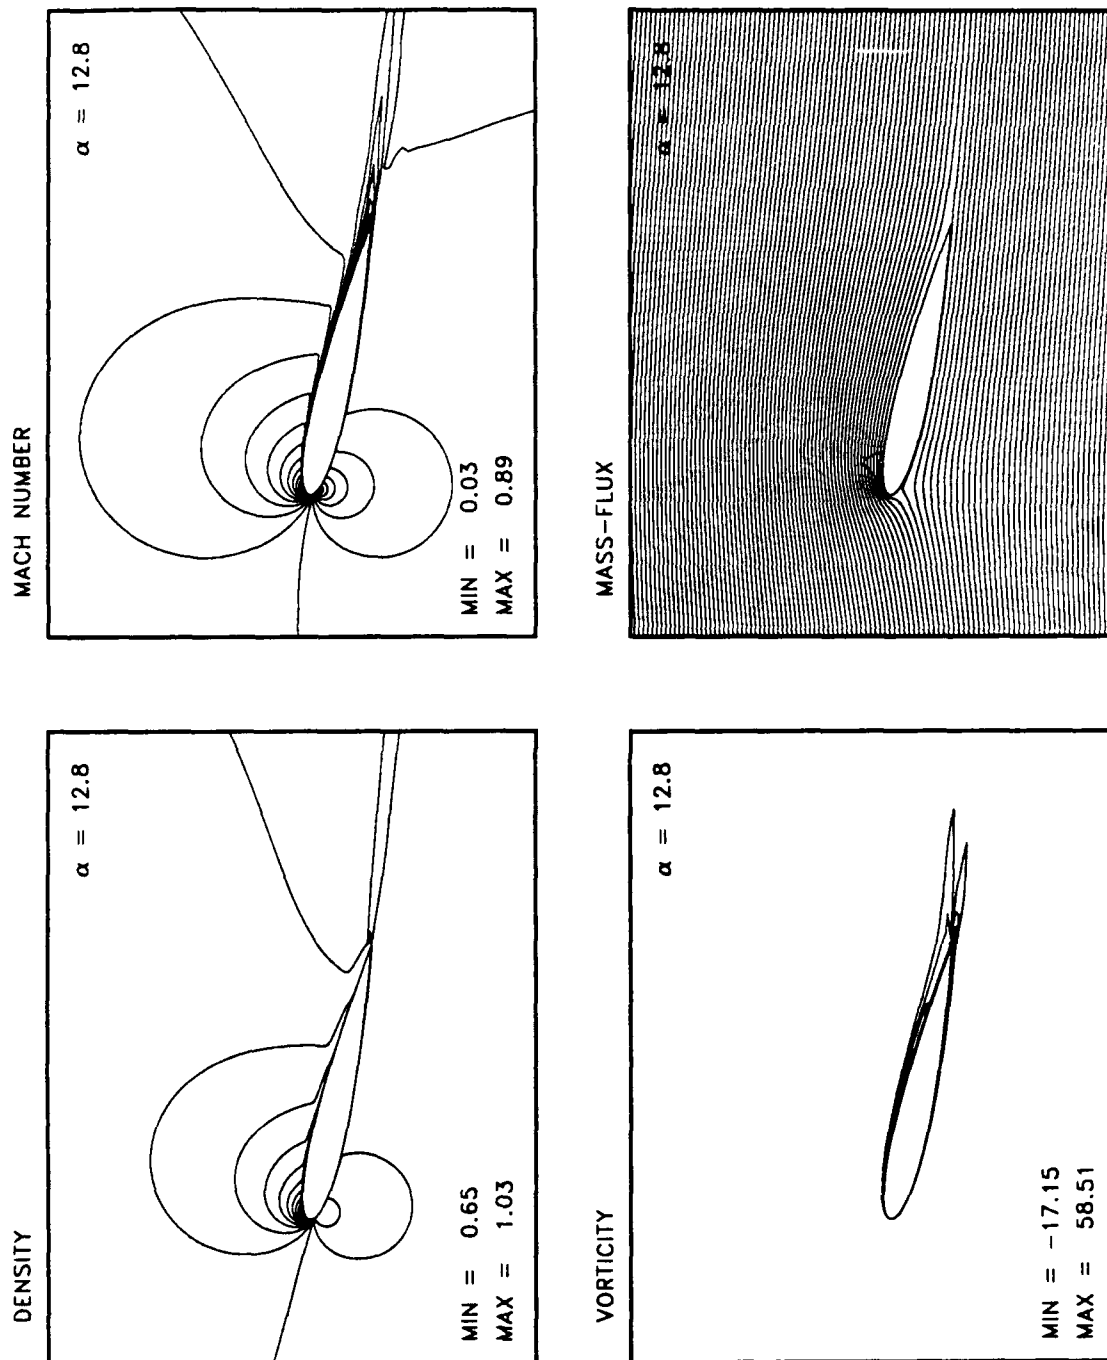 DENSITY
α = 12.8
MIN = 0.65
MAX = 1.03
MACH NUMBER
α = 12.8
MIN = 0.03
MAX = 0.89
VORTICITY
α = 12.8
MIN = -17.15
MAX = 58.51
MASS-FLUX
α = 12.8